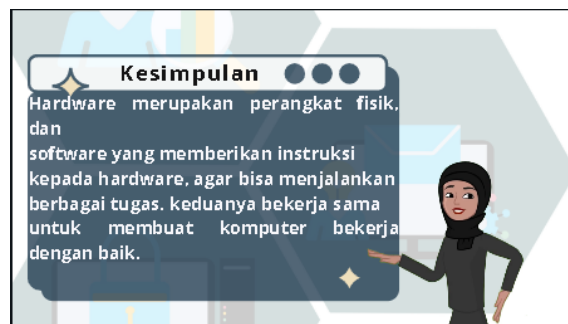 Kesimpulan
Hardware merupakan perangkat fisik,
dan
software yang memberikan instruksi
kepada hardware, agar bisa menjalankan
berbagai tugas. keduanya bekerja sama
untuk membuat komputer bekerja
dengan baik.